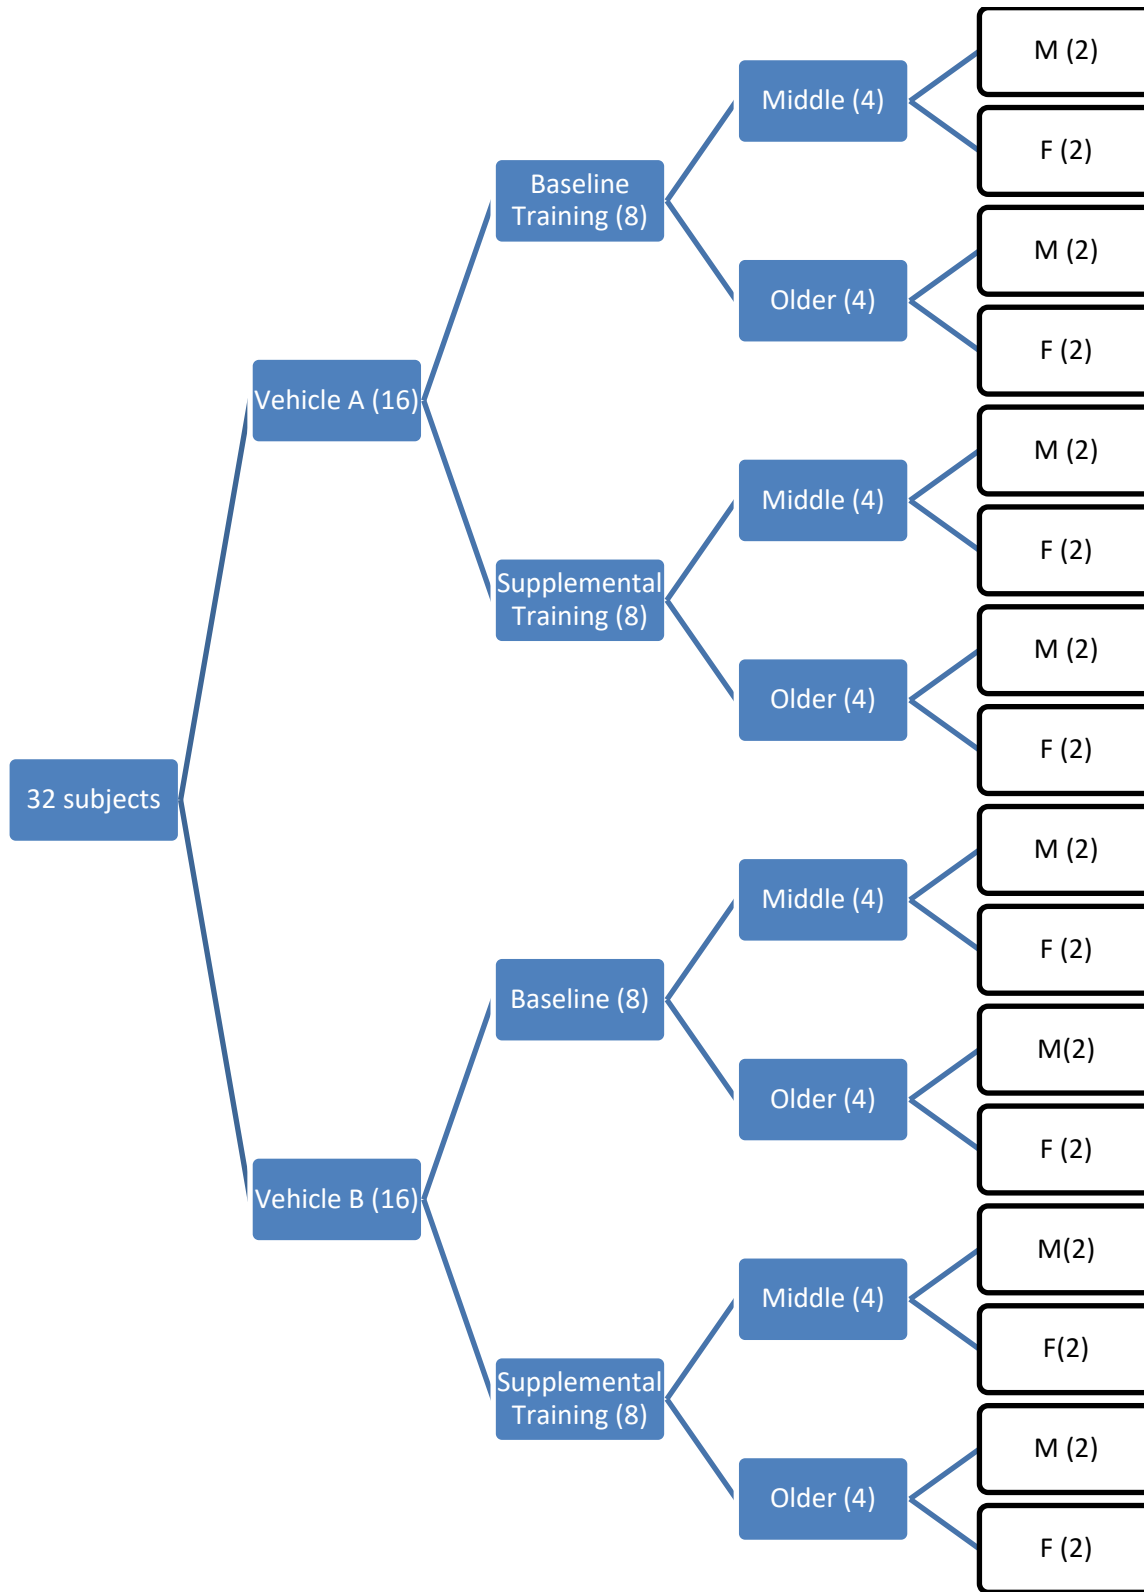 32 subjects
Vehicle A (16)
Baseline
Training (8)
Middle (4)
M (2)
F (2)
Older (4)
M (2)
F (2)
Supplemental
Training (8)
Middle (4)
M (2)
F (2)
Older (4)
M (2)
F (2)
Vehicle B (16)
Baseline (8)
Middle (4)
M (2)
F (2)
Older (4)
M(2)
F (2)
Supplemental
Training (8)
Middle (4)
M(2)
F(2)
Older (4)
M (2)
F (2)